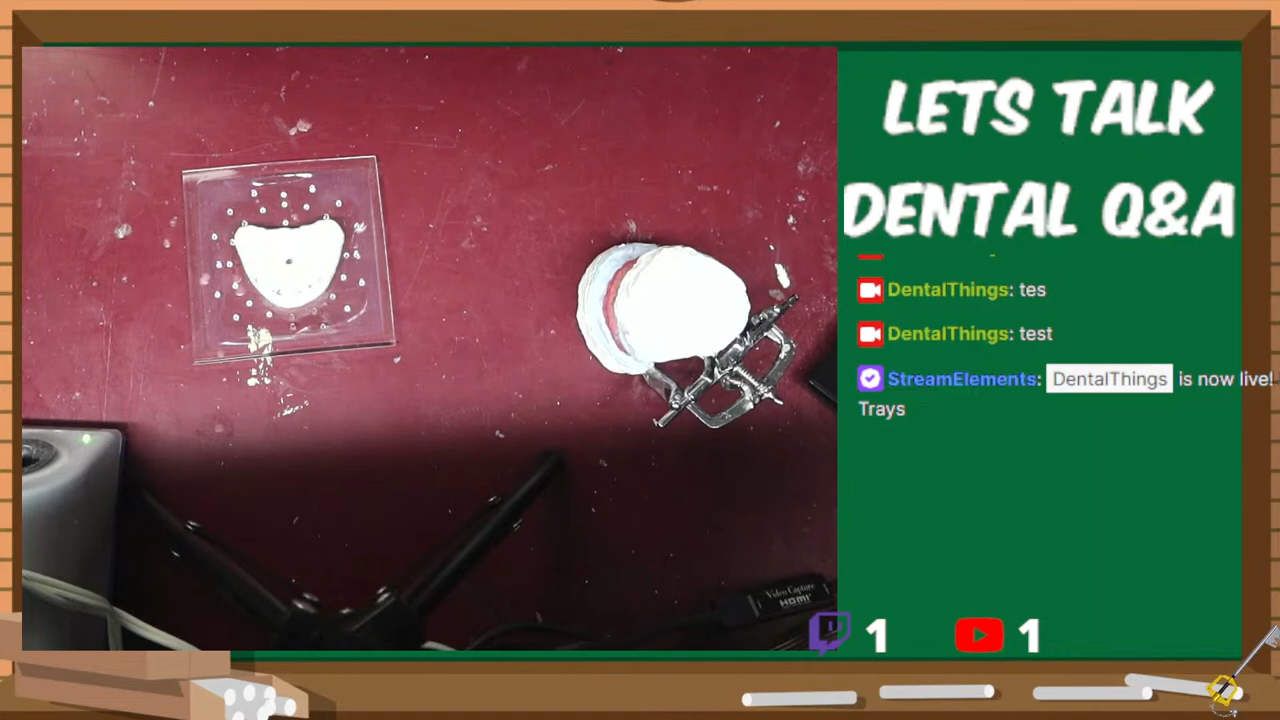 LETS TALK
DENTAL Q&A
DentalThings: tes
DentalThings: test
StreamElements: DentalThings is now live!
Trays
Video Capture
HDMI
1
1